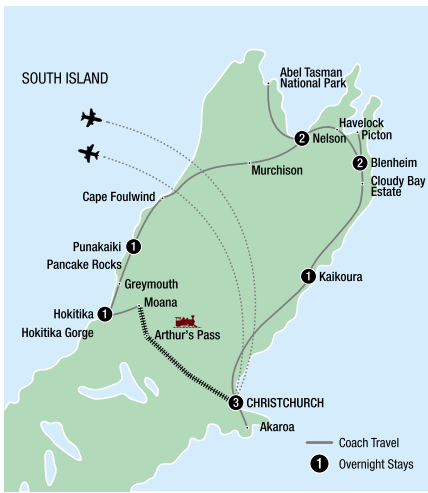 SOUTH ISLAND
Abel Tasman
National Park
Havelock
Picton
2
Nelson
2
Blenheim
Murchison
Cloudy Bay
Estate
Cape Foulwind
Punakaiki
1
Pancake Rocks
1
Kaikoura
Greymouth
Moana
Hokitika
1
Hokitika Gorge
Arthur's Pass
3
CHRISTCHURCH
Akaroa
Coach Travel
1
Overnight Stays